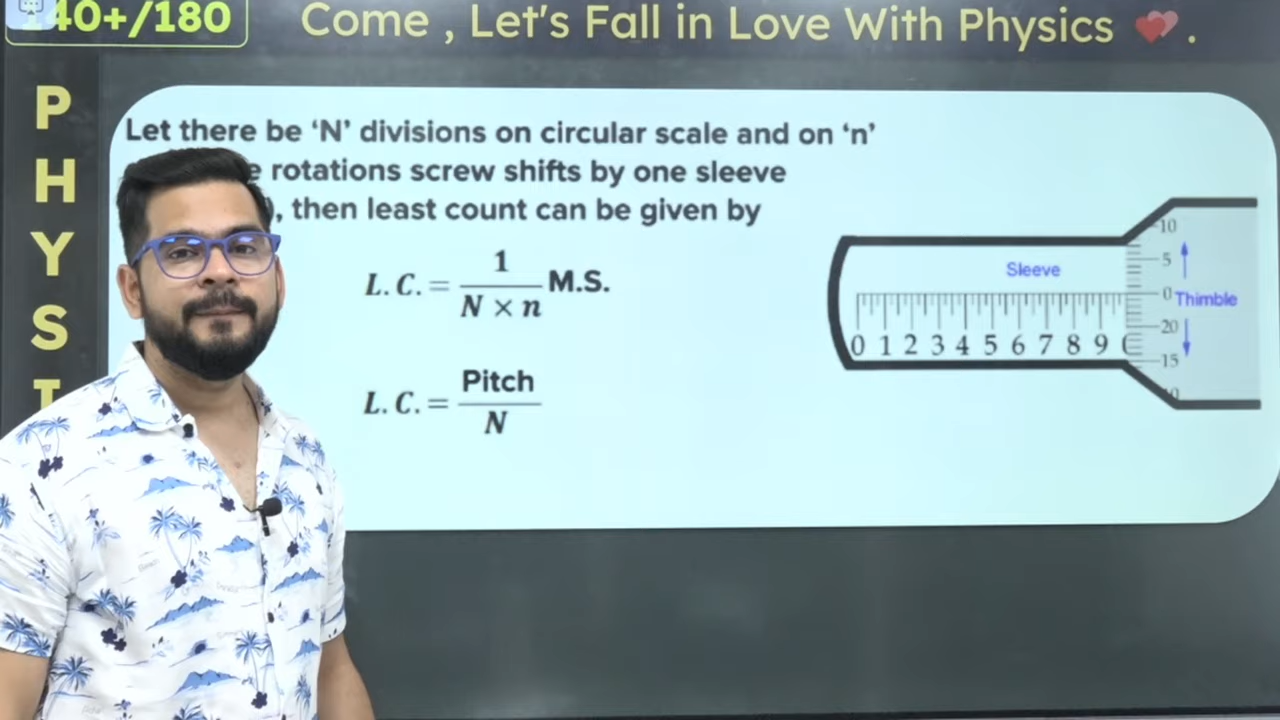 40+/180
Come , Let's Fall in Love With Physics ❤️ .
P
H
Y
S
I
Let there be ‘N’ divisions on circular scale and on ‘n’
rotations screw shifts by one sleeve
, then least count can be given by
L. C. = 1 / N × n M.S.
L. C. = Pitch / N
Sleeve
Thimble
10
5
0
20
15
0 1 2 3 4 5 6 7 8 9